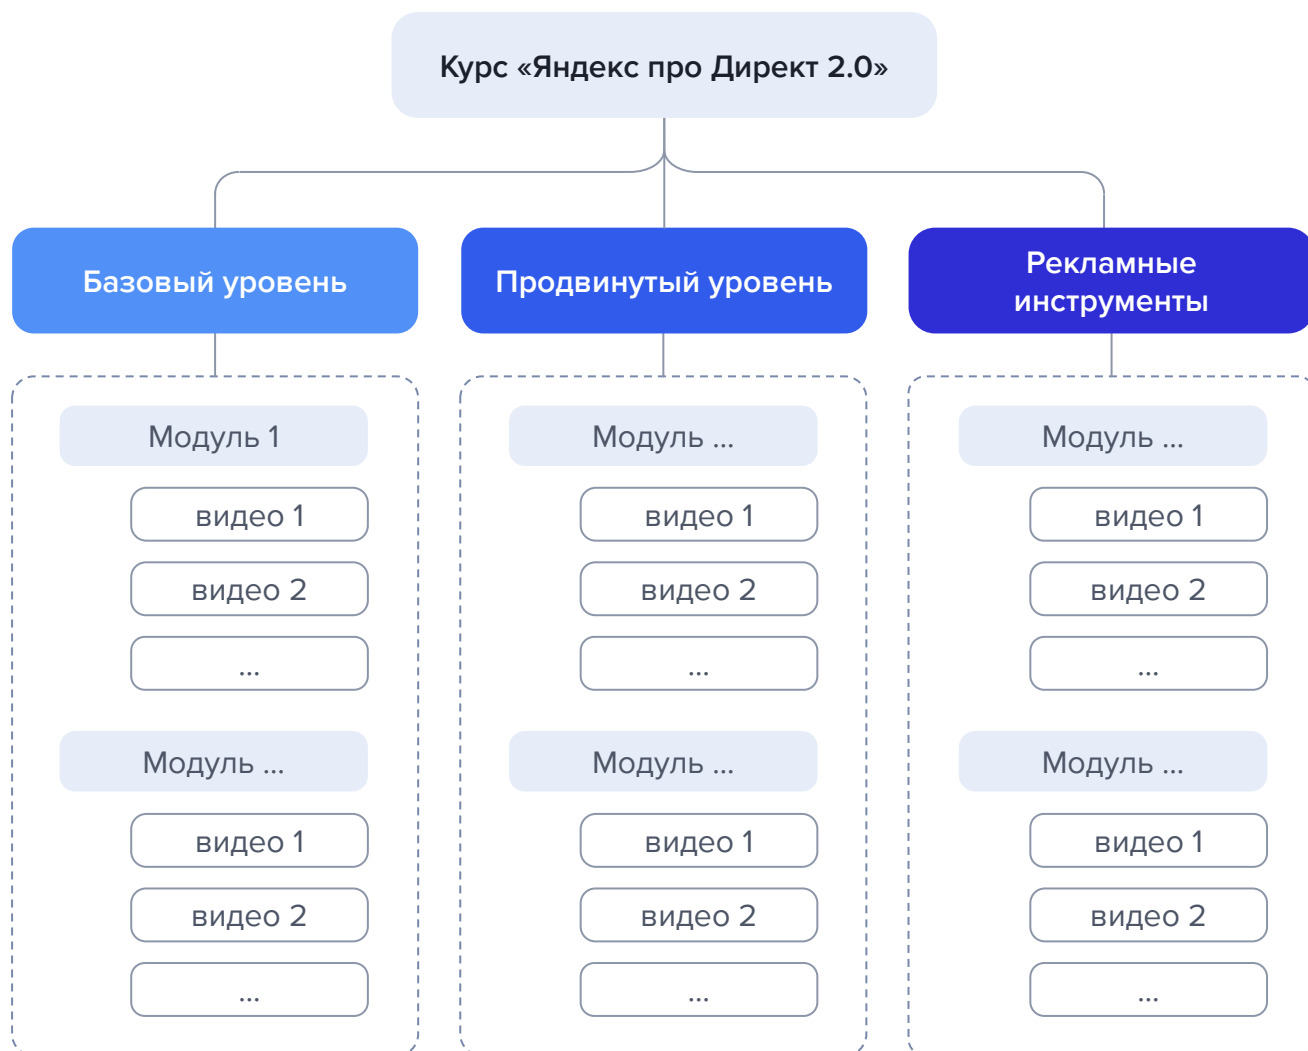 Курс «Яндекс про Директ 2.0»
Базовый уровень
Модуль 1
видео 1
видео 2
...
Модуль ...
видео 1
видео 2
...
Продвинутый уровень
Модуль ...
видео 1
видео 2
...
Модуль ...
видео 1
видео 2
...
Рекламные
инструменты
Модуль ...
видео 1
видео 2
...
Модуль ...
видео 1
видео 2
...